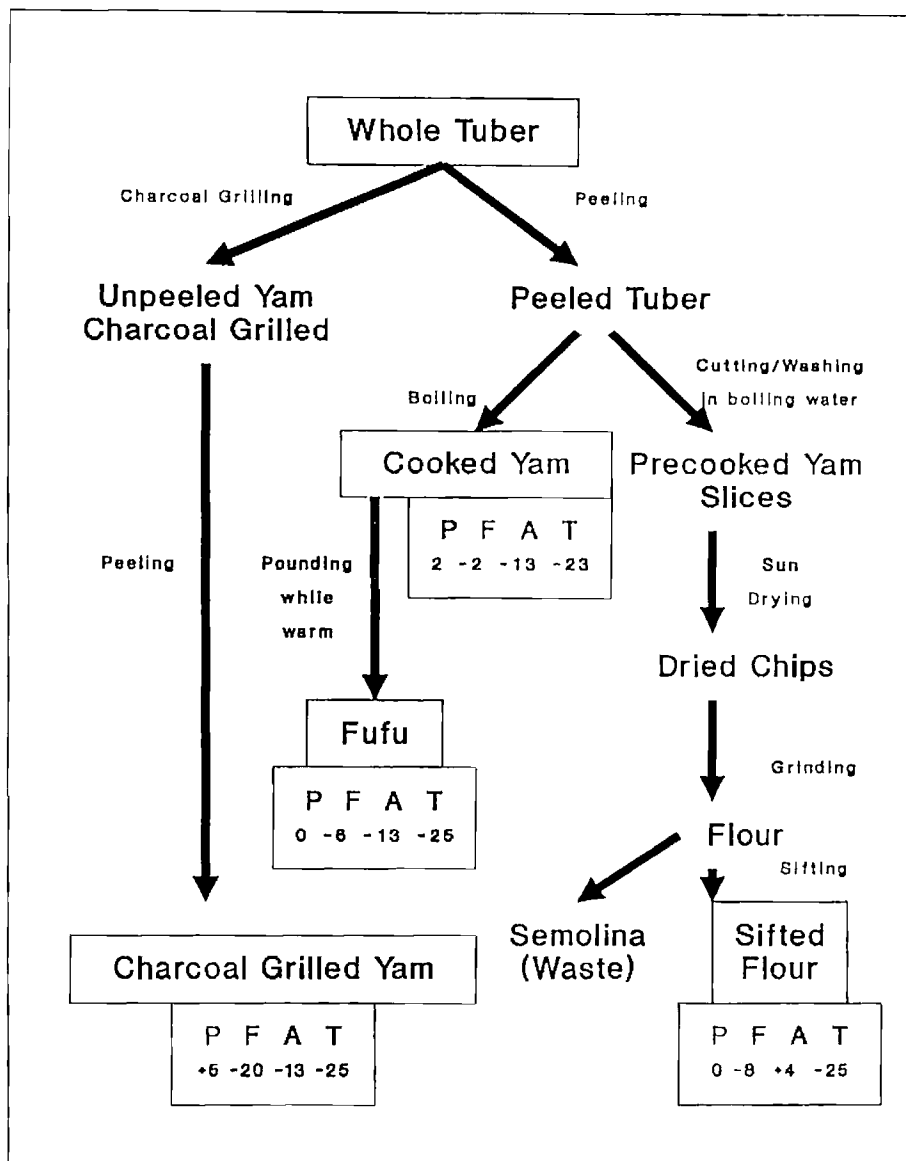 Whole Tuber
Charcoal Grilling
Peeling
Unpeeled Yam
Charcoal Grilled
Peeled Tuber
Boiling
Cutting/Washing
in boiling water
Cooked Yam
P F A T
2 -2 -13 -23
Precooked Yam
Slices
Peeling
Pounding
while
warm
Sun
Drying
Dried Chips
Fufu
P F A T
0 -6 -13 -25
Grinding
Flour
Sifting
Semolina
(Waste)
Sifted
Flour
P F A T
0 -8 +4 -25
Charcoal Grilled Yam
P F A T
+5 -20 -13 -25